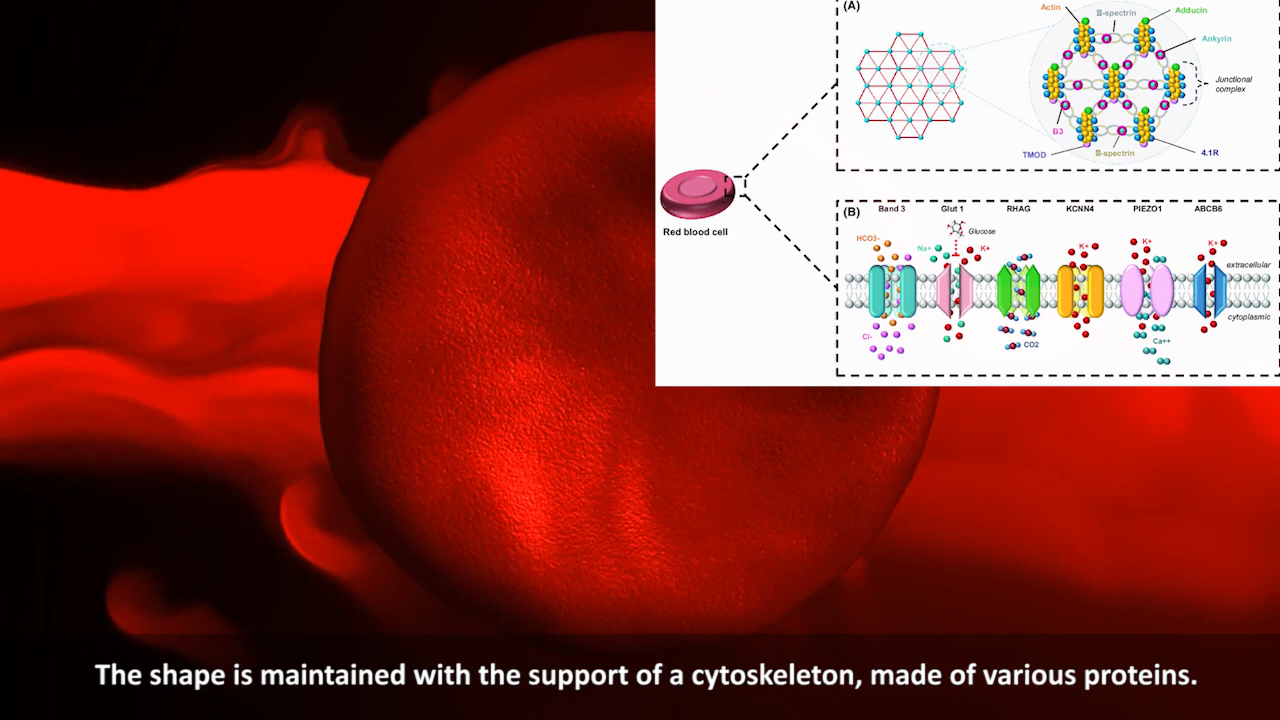 (A)
Actin
⍰-spectrin
Adducin
Ankyrin
Junctional
complex
B3
TMOD
⍰-spectrin
4.1R
Red blood cell
(B)
Band 3
Glut 1
RHAG
KCNN4
PIEZO1
ABCB6
Glucose
HCO3-
Na+
K+
K+
K+
K+
extracellular
cytoplasmic
Cl-
CO2
Ca++
The shape is maintained with the support of a cytoskeleton, made of various proteins.